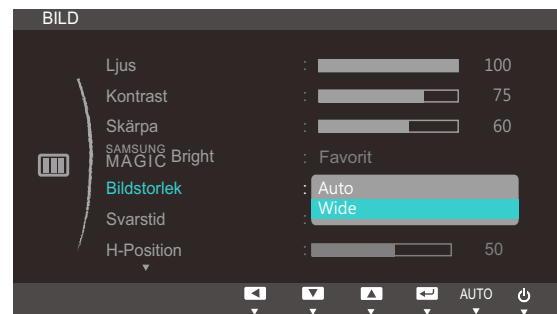 BILD
Ljus : 100
Kontrast : 75
Skärpa : 60
SAMSUNG MAGIC Bright : Favorit
Bildstorlek : Auto
Wide
Svarstid :
H-Position : 50
AUTO